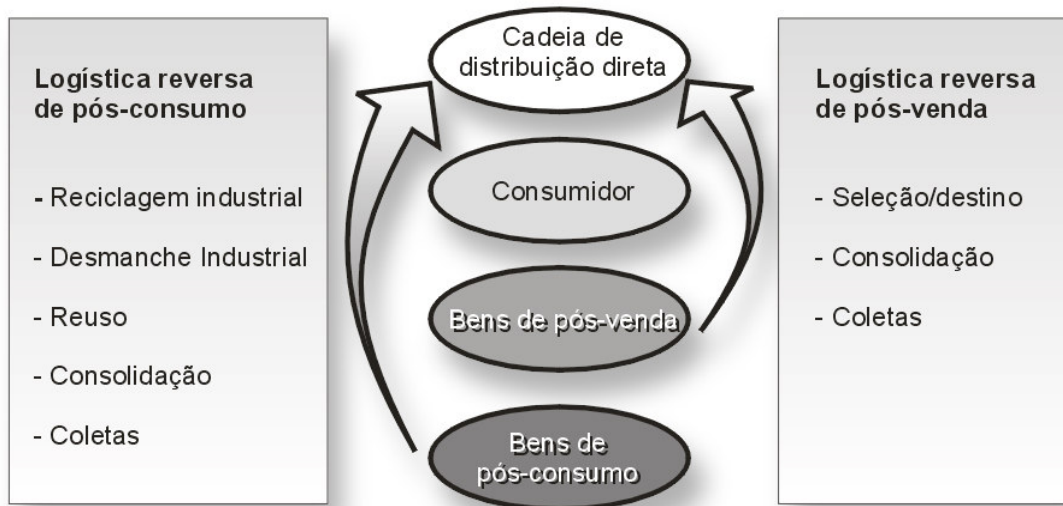 Logística reversa
de pós-consumo
- Reciclagem industrial
- Desmanche Industrial
- Reuso
- Consolidação
- Coletas
Cadeia de
distribuição direta
Consumidor
Bens de pós-venda
Bens de
pós-consumo
Logística reversa
de pós-venda
- Seleção/destino
- Consolidação
- Coletas